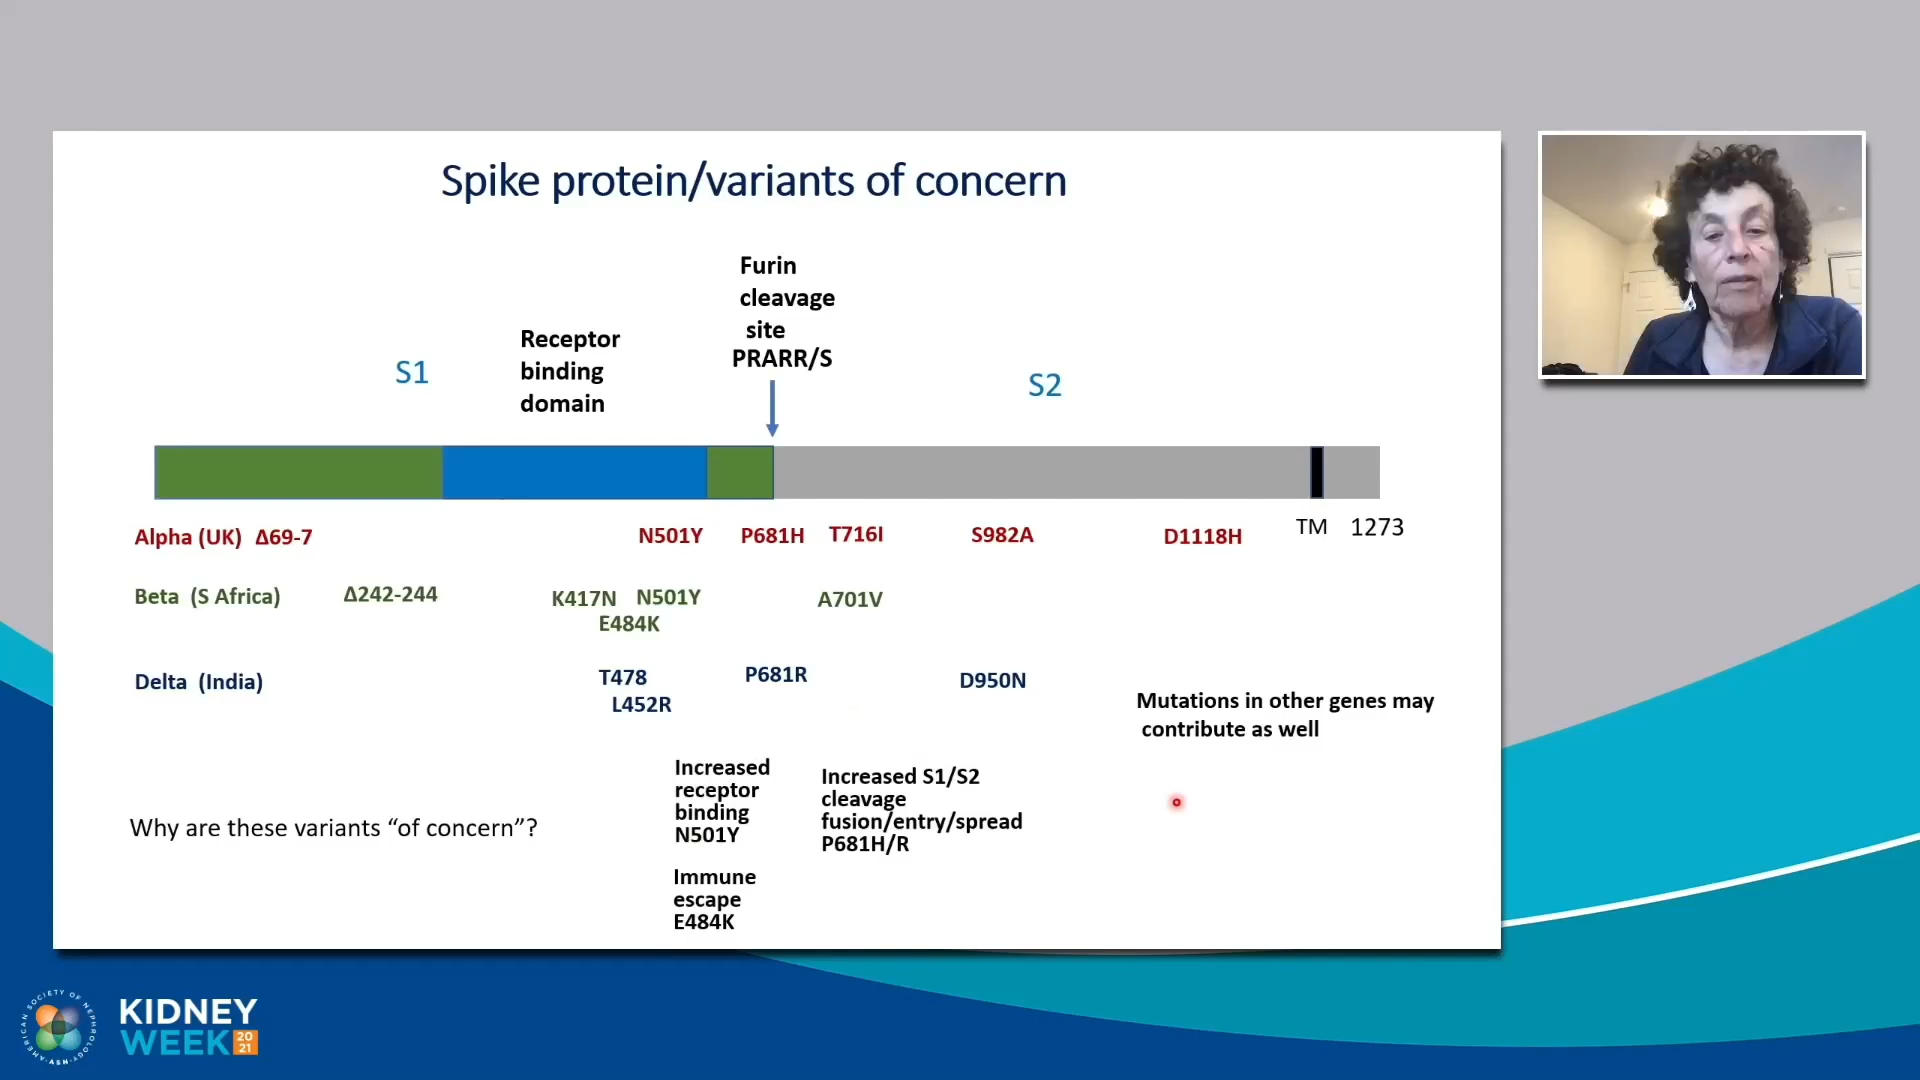 Spike protein/variants of concern
Furin
cleavage
site
PRARR/S
Receptor
binding
domain
S1
S2
Alpha (UK) Δ69-7
N501Y
P681H
T716I
S982A
D1118H
TM
1273
Beta (S Africa)
Δ242-244
K417N
N501Y
E484K
A701V
Delta (India)
T478
L452R
P681R
D950N
Mutations in other genes may
contribute as well
Why are these variants “of concern”?
Increased
receptor
binding
N501Y
Immune
escape
E484K
Increased S1/S2
cleavage
fusion/entry/spread
P681H/R
AMERICAN SOCIETY OF NEPHROLOGY
ASN
KIDNEY
WEEK 20
21